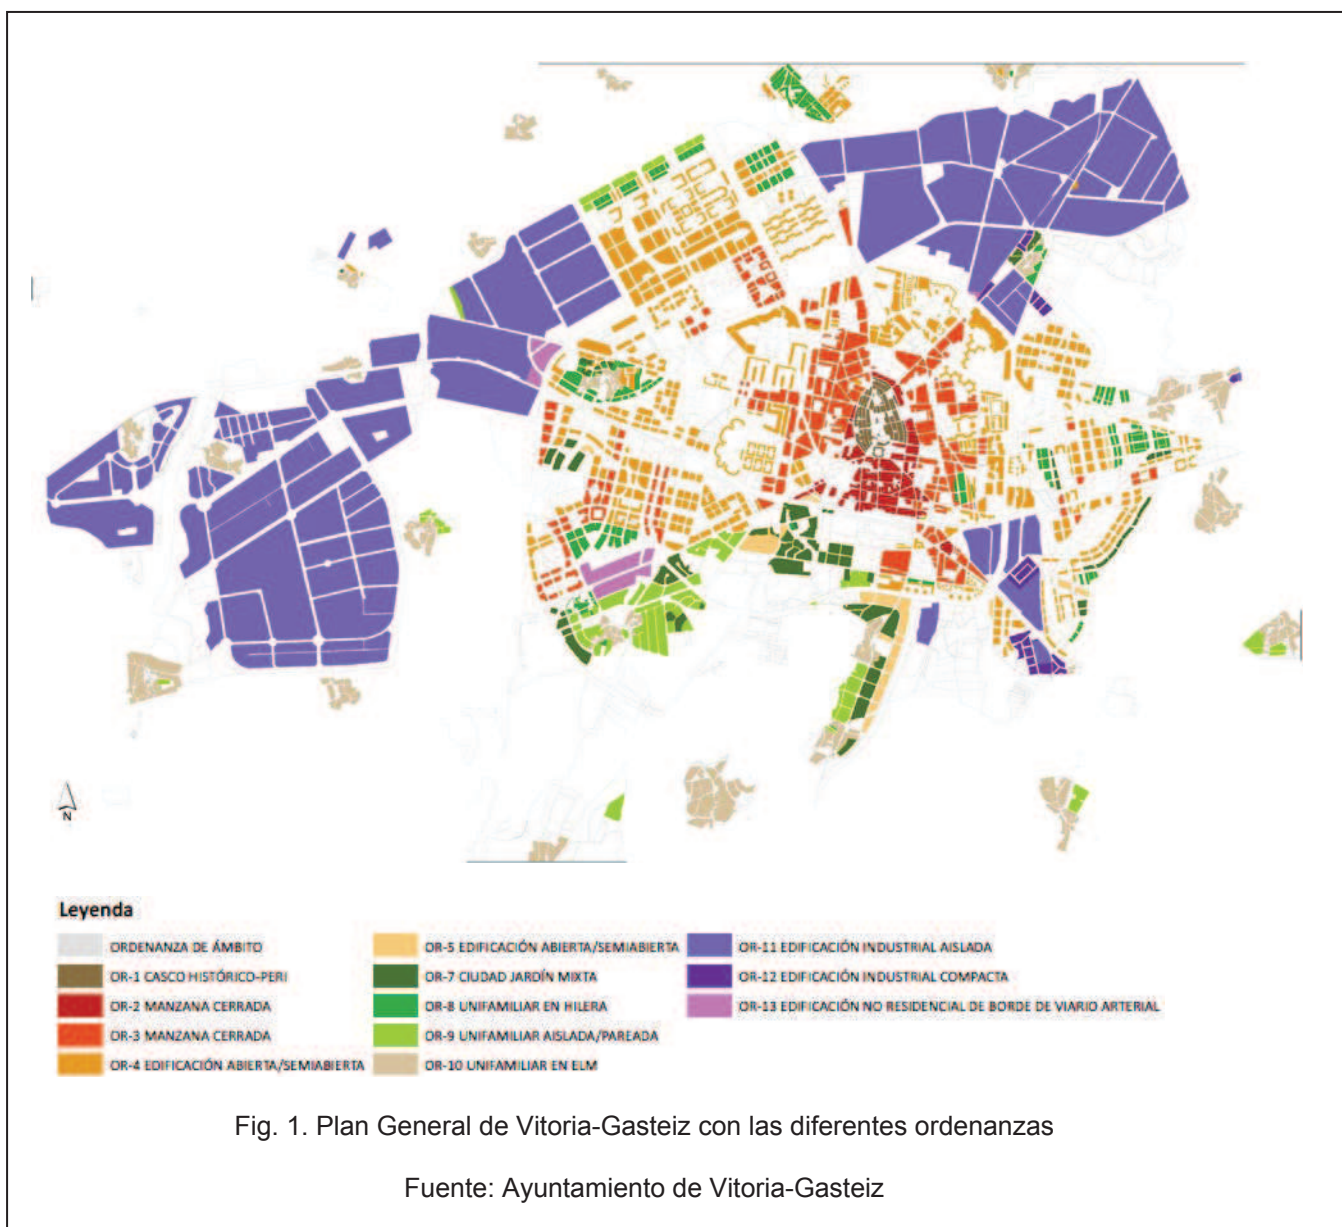 N
Leyenda
ORDENANZA DE ÁMBITO
OR-1 CASCO HISTÓRICO-PERI
OR-2 MANZANA CERRADA
OR-3 MANZANA CERRADA
OR-4 EDIFICACIÓN ABIERTA/SEMIABIERTA
OR-5 EDIFICACIÓN ABIERTA/SEMIABIERTA
OR-7 CIUDAD JARDÍN MIXTA
OR-8 UNIFAMILIAR EN HILERA
OR-9 UNIFAMILIAR AISLADA/PAREADA
OR-10 UNIFAMILIAR EN ELM
OR-11 EDIFICACIÓN INDUSTRIAL AISLADA
OR-12 EDIFICACIÓN INDUSTRIAL COMPACTA
OR-13 EDIFICACIÓN NO RESIDENCIAL DE BORDE DE VIARIO ARTERIAL
Fig. 1. Plan General de Vitoria-Gasteiz con las diferentes ordenanzas
Fuente: Ayuntamiento de Vitoria-Gasteiz